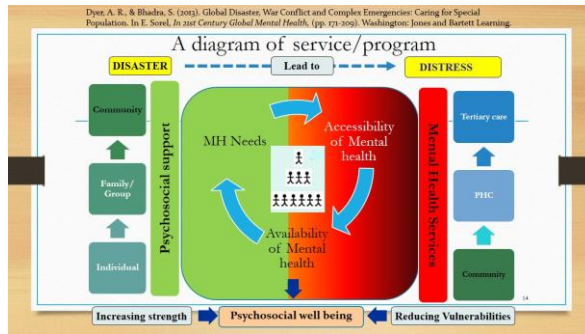 Dyer, A. R., & Bhadra, S. (2013). Global Disaster, War Conflict and Complex Emergencies: Caring for Special
Population. In E. Sorel, In 21st Century Global Mental Health, (pp. 171-209). Washington: Jones and Bartett Learning.
A diagram of service/program
DISASTER
Lead to
DISTRESS
Community
Family/
Group
Individual
Psychosocial support
MH Needs
Accessibility
of Mental
health
Availability
of Mental
health
Mental Health Services
Tertiary care
PHC
Community
14
Increasing strength
Psychosocial well being
Reducing Vulnerabilities